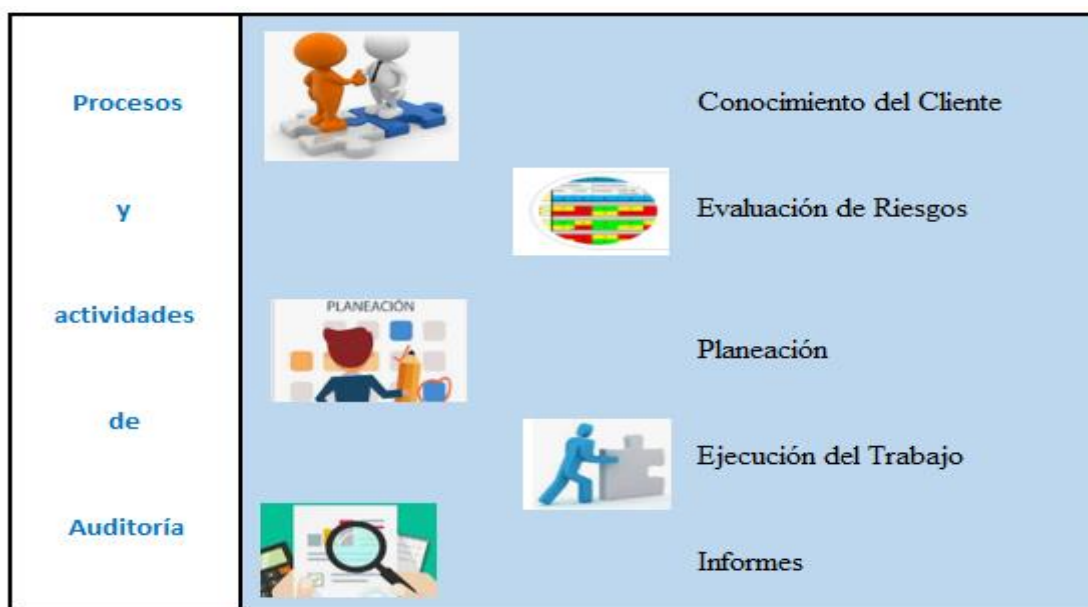 Procesos
y
actividades
de
Auditoría
Conocimiento del Cliente
Evaluación de Riesgos
PLANEACIÓN
Planeación
Ejecución del Trabajo
Informes